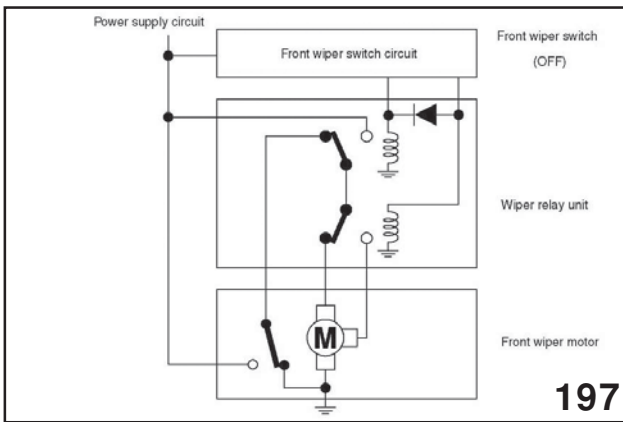 Power supply circuit
Front wiper switch circuit
Front wiper switch
(OFF)
Wiper relay unit
M
Front wiper motor
197